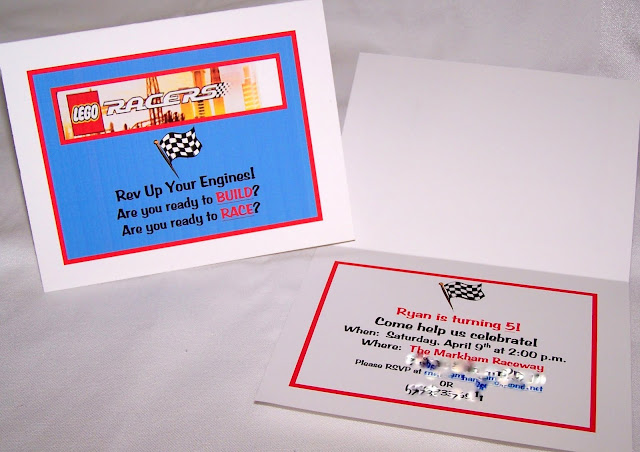 LEGO RACERS
Rev Up Your Engines!
Are you ready to BUILD?
Are you ready to RACE?
Ryan is turning 5!
Come help us celebrate!
When: Saturday, April 9th at 2:00 p.m.
Where: The Markham Raceway
Please RSVP at
OR